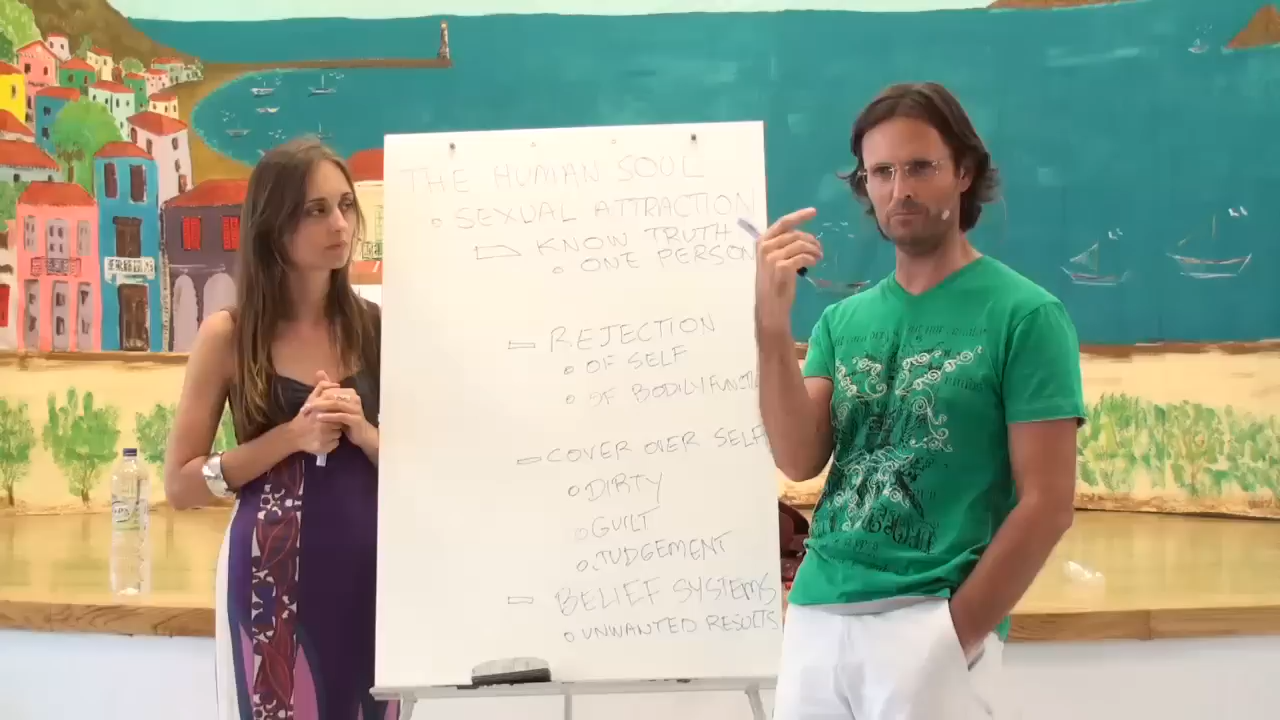 THE HUMAN SOUL
SEXUAL ATTRACTION
KNOW TRUTH
ONE PERSON
REJECTION
OF SELF
OF BODILY FUNCTI
COVER OVER SELF
DIRTY
GUILT
JUDGEMENT
BELIEF SYSTEMS
UNWANTED RESULTS